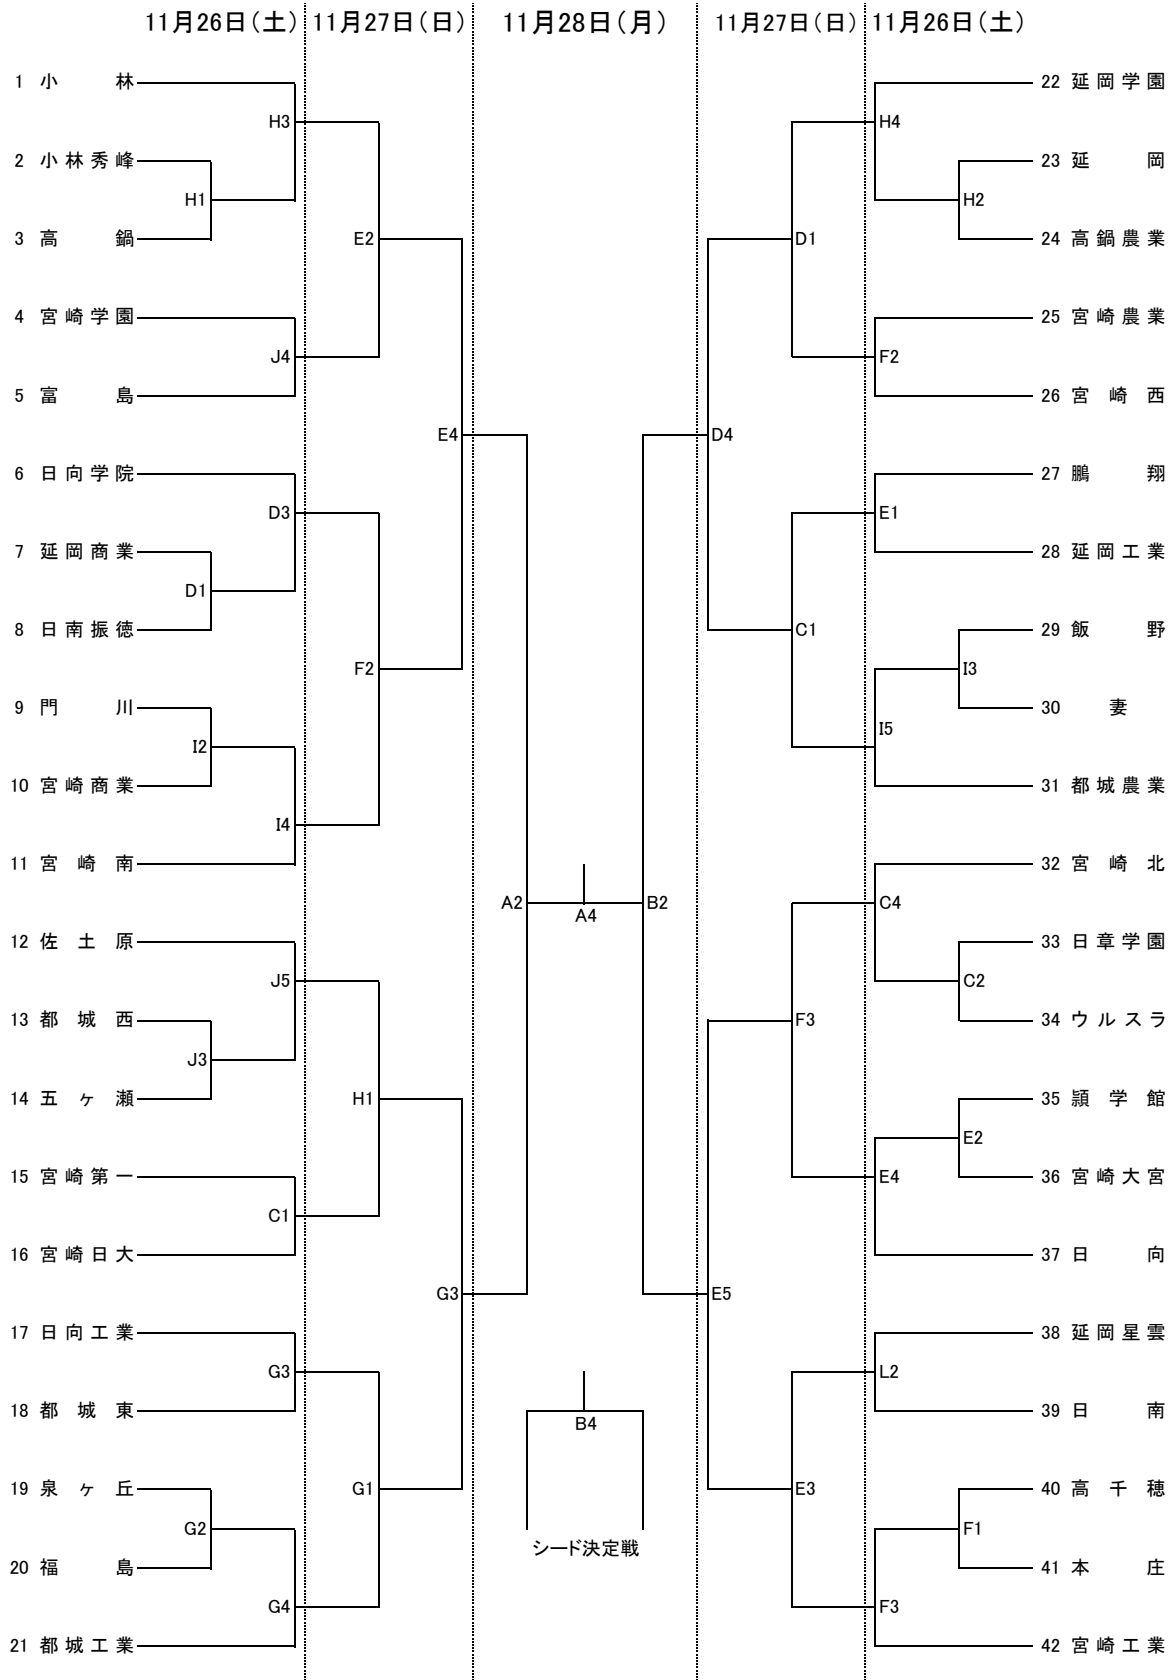 11月26日(土) 11月27日(日) 11月28日(月) 11月27日(日) 11月26日(土)
1 小林 22 延岡学園
H3 H4
2 小林秀峰 23 延岡
H1 H2
3 高鍋 E2 D1 24 高鍋農業
4 宮崎学園 25 宮崎農業
J4 F2
5 富島 26 宮崎西
E4 D4
6 日向学院 27 鵬翔
D3 E1
7 延岡商業 28 延岡工業
D1
8 日南振徳 C1 29 飯野
F2 I3
9 門川 30 妻
I5
I2
10 宮崎商業 31 都城農業
I4
11 宮崎南 32 宮崎北
A2 A4 B2 C4
12 佐土原 33 日章学園
J5 C2
13 都城西 F3 34 ウルスラ
J3
14 五ヶ瀬 H1 35 頴学館
E2
15 宮崎第一 E4 36 宮崎大宮
C1
16 宮崎日大 37 日向
G3 E5
17 日向工業 38 延岡星雲
G3 L2
18 都城東 B4 39 日南
19 泉ヶ丘 G1 E3 40 高千穂
G2 F1
シード決定戦
20 福島 41 本庄
G4 F3
21 都城工業 42 宮崎工業